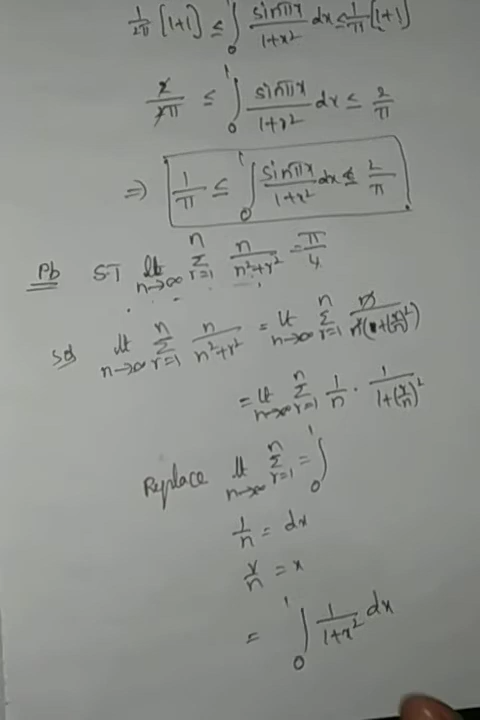 1/2π [1+1] ≤ ∫₀¹ sinπx/1+x² dx ≤ 1/π [1+1]
2/2π ≤ ∫₀¹ sinπx/1+x² dx ≤ 2/π
⇒ 1/π ≤ ∫₀¹ sinπx/1+x² dx ≤ 2/π
Pb S.T lt n→∞ Σ r=1 n n/n²+r² = π/4
Sol lt n→∞ Σ r=1 n n/n²+r² = lt n→∞ Σ r=1 n n/n²(1+(r/n)²)
= lt n→∞ Σ r=1 n 1/n · 1/1+(r/n)²
Replace lt n→∞ Σ r=1 n = ∫₀¹
1/n = dx
r/n = x
= ∫₀¹ 1/1+x² dx